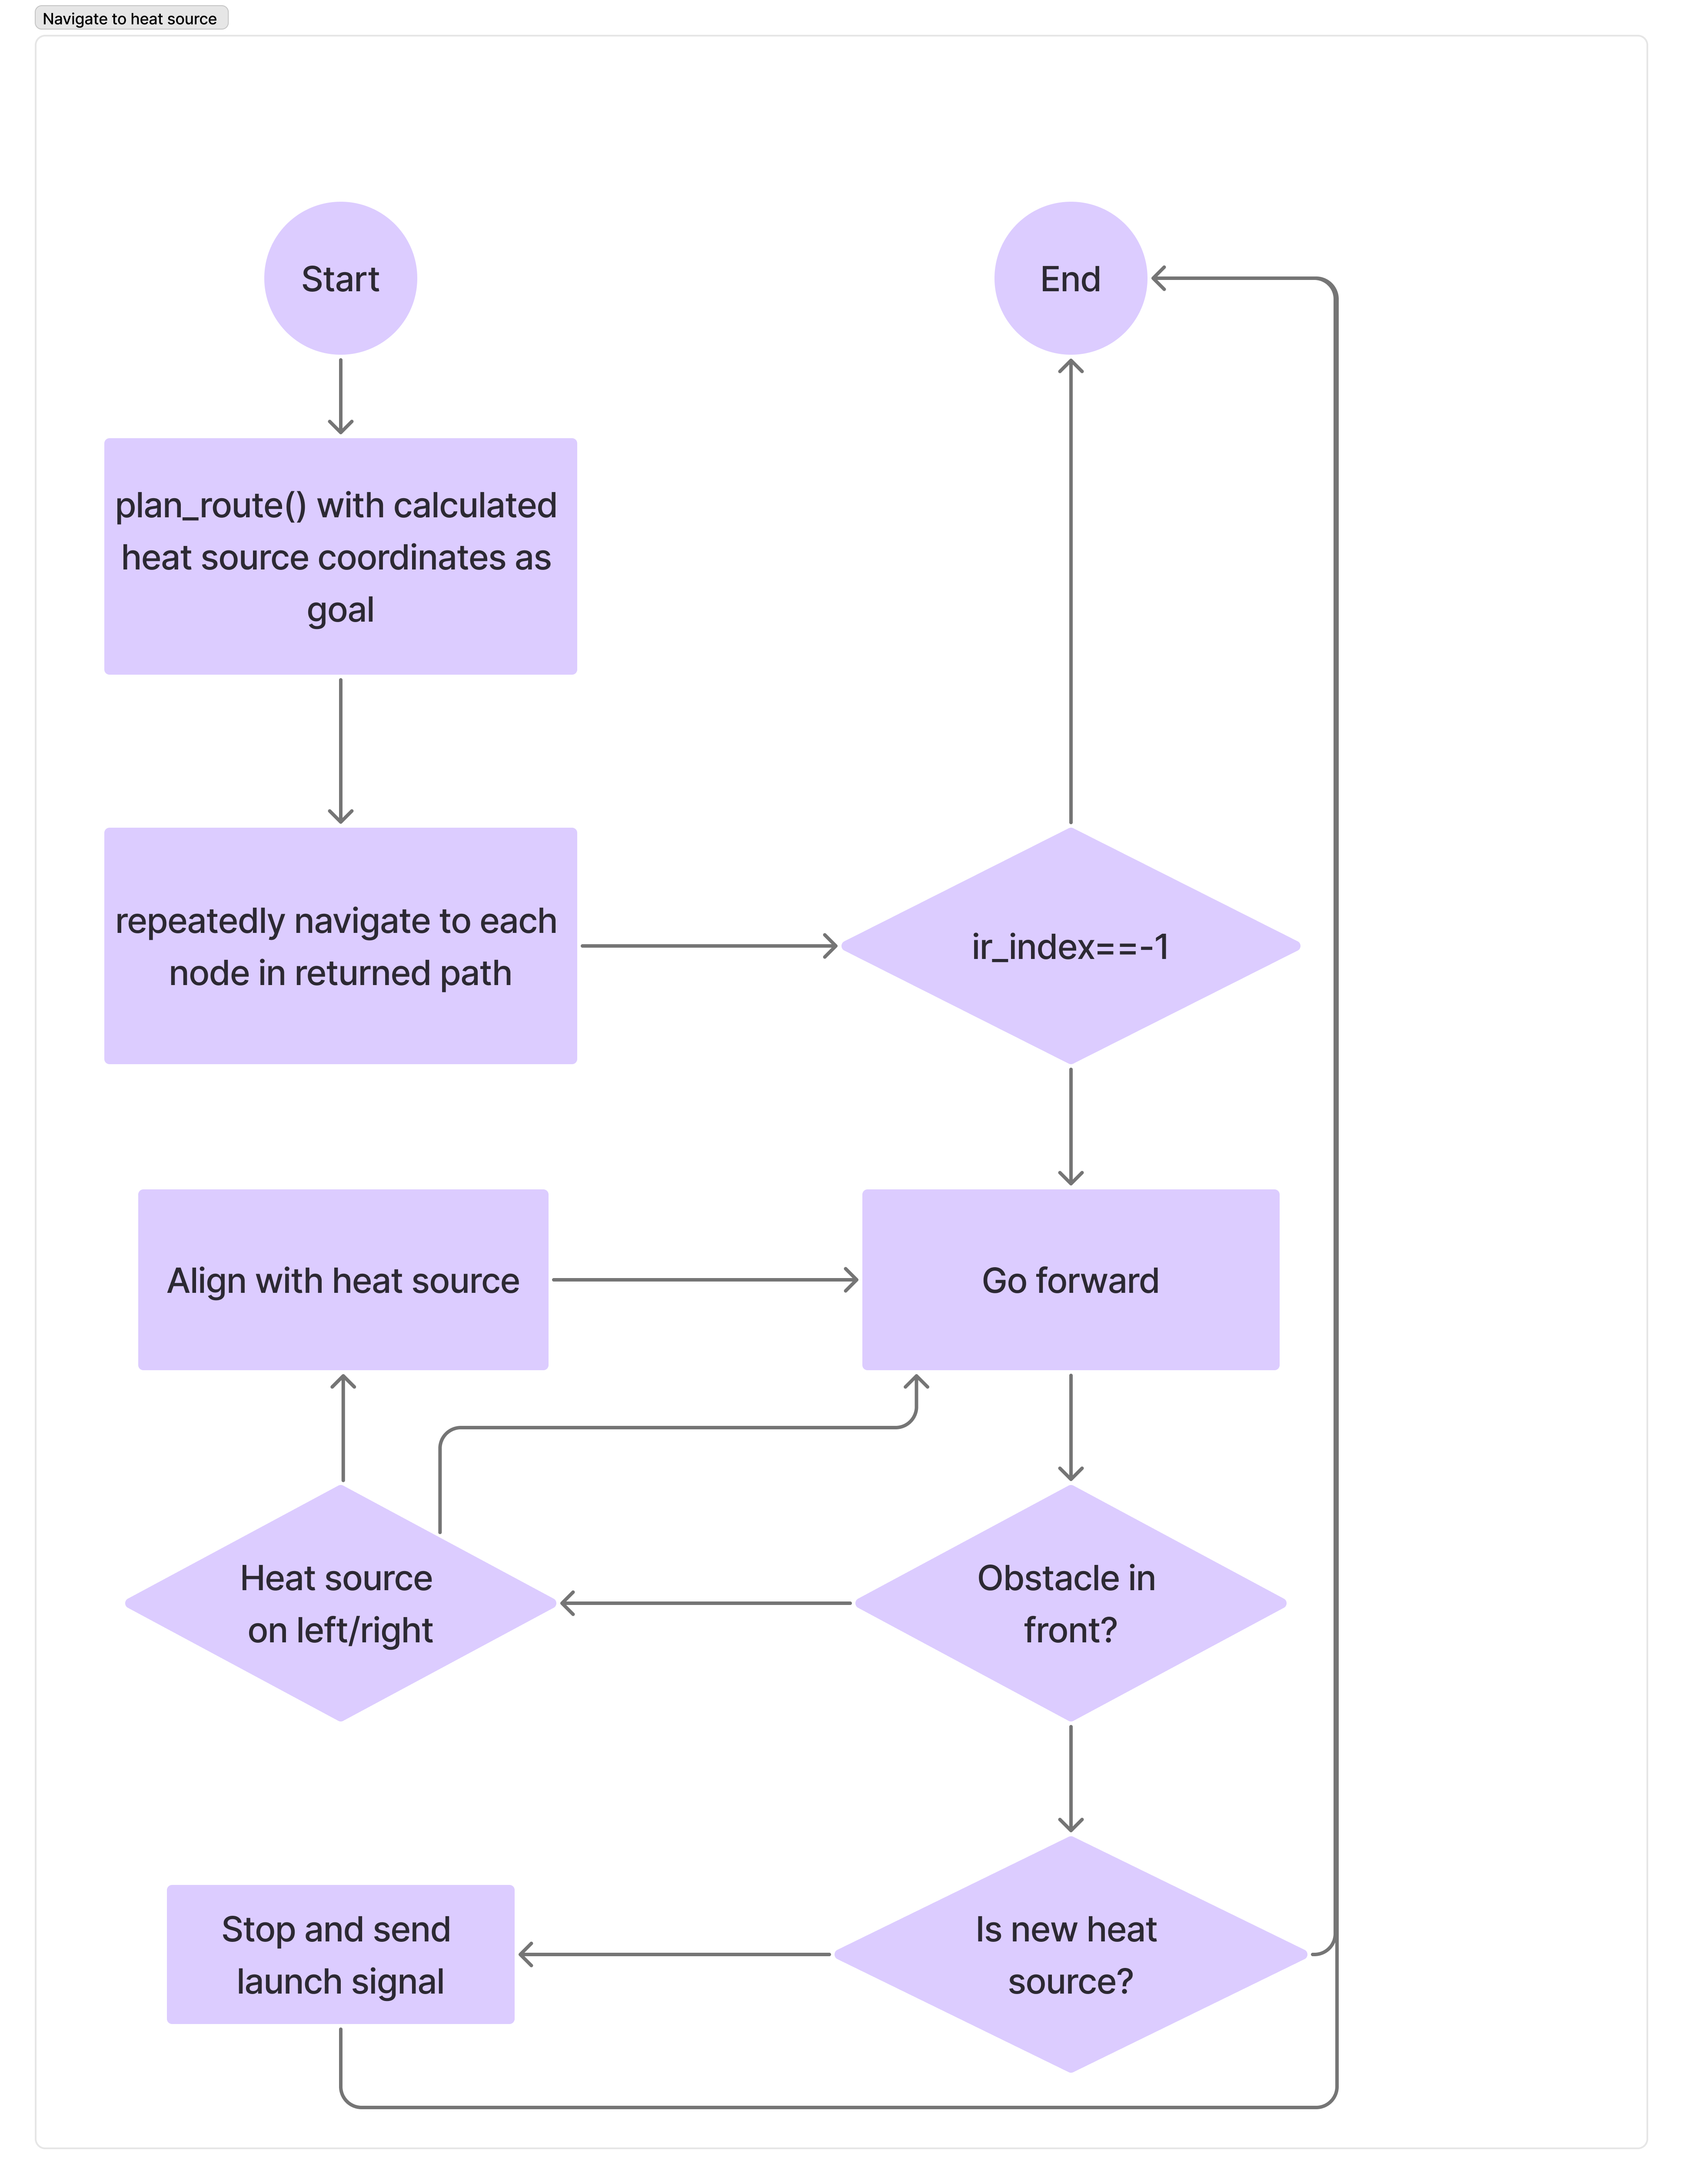 Navigate to heat source
Start
End
plan_route() with calculated
heat source coordinates as
goal
repeatedly navigate to each
node in returned path
ir_index==-1
Align with heat source
Go forward
Heat source
on left/right
Obstacle in
front?
Stop and send
launch signal
Is new heat
source?